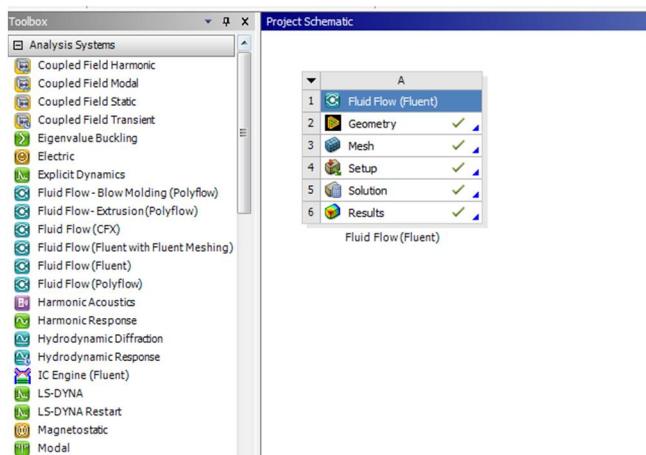 Toolbox
Analysis Systems
Coupled Field Harmonic
Coupled Field Modal
Coupled Field Static
Coupled Field Transient
Eigenvalue Buckling
Electric
Explicit Dynamics
Fluid Flow - Blow Molding (Polyflow)
Fluid Flow - Extrusion (Polyflow)
Fluid Flow (CFX)
Fluid Flow (Fluent with Fluent Meshing)
Fluid Flow (Fluent)
Fluid Flow (Polyflow)
Harmonic Acoustics
Harmonic Response
Hydrodynamic Diffraction
Hydrodynamic Response
IC Engine (Fluent)
LS-DYNA
LS-DYNA Restart
Magnetostatic
Modal
Project Schematic
A
1 Fluid Flow (Fluent)
2 Geometry
3 Mesh
4 Setup
5 Solution
6 Results
Fluid Flow (Fluent)